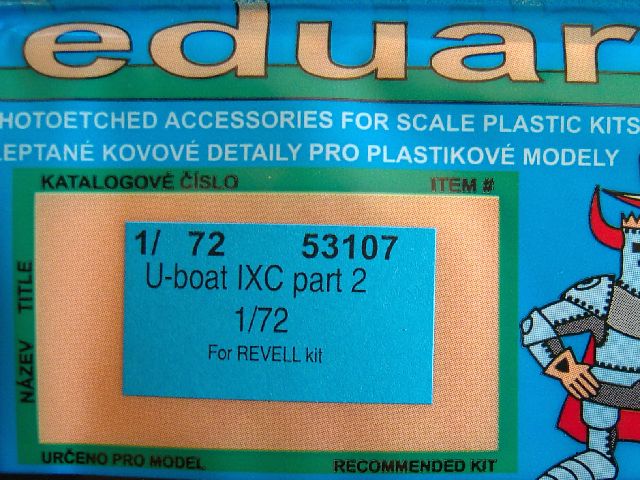 eduar
HOTOETCHED ACCESSORIES FOR SCALE PLASTIC KITS
LEPTANÉ KOVOVÉ DETAILY PRO PLASTIKOVÉ MODELY
KATALOGOVÉ ČÍSLO ITEM #
1/ 72 53107
U-boat IXC part 2
1/72
For REVELL kit
NÁZEV TITLE
URČENO PRO MODEL RECOMMENDED KIT